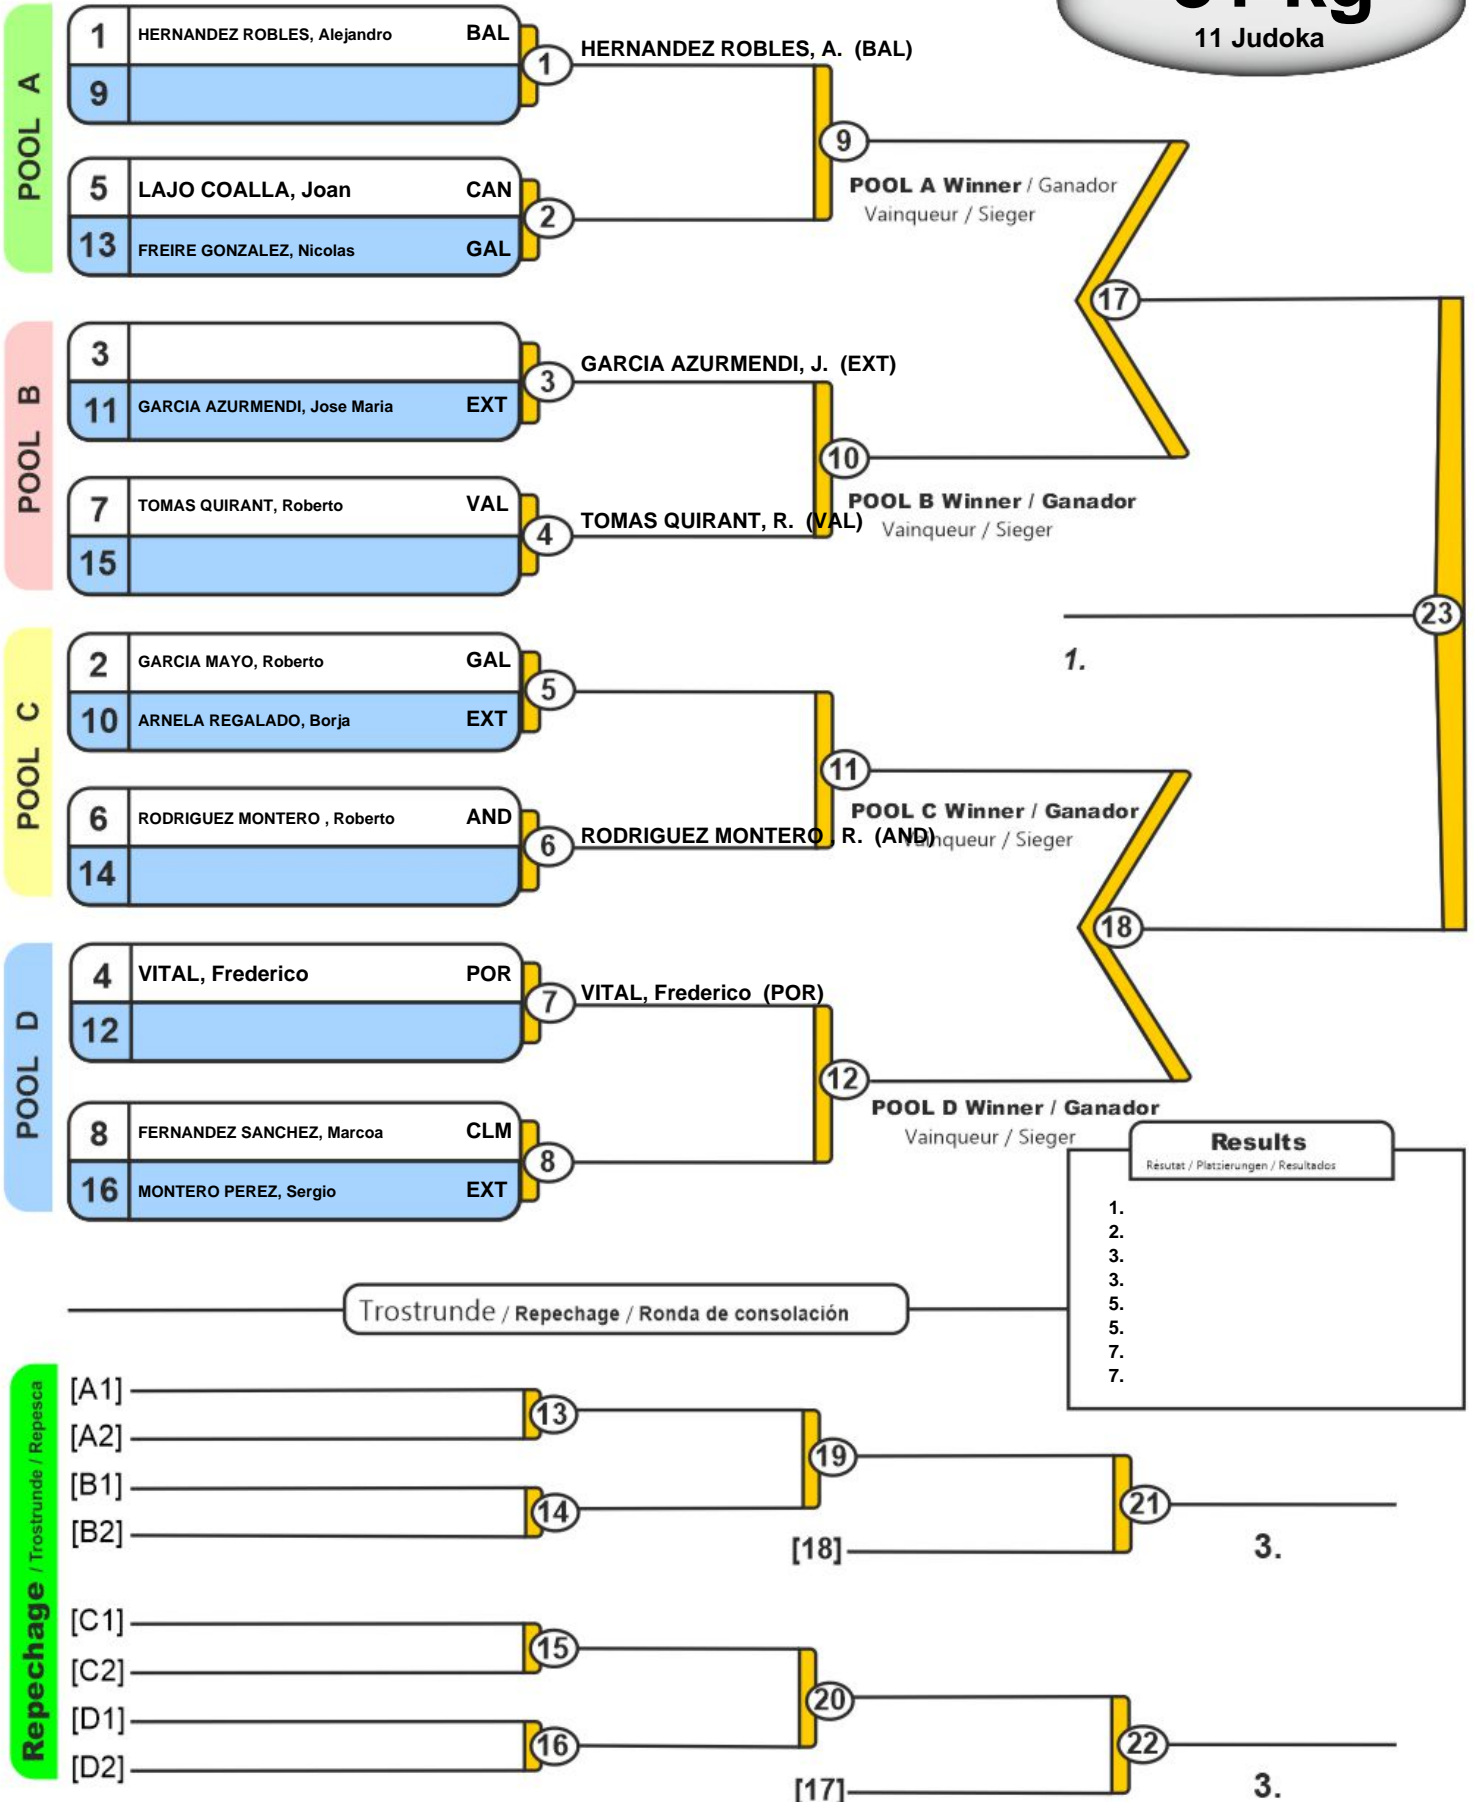 kg
11 Judoka
POOL A
1 HERNANDEZ ROBLES, Alejandro BAL
9
1
HERNANDEZ ROBLES, A. (BAL)
5 LAJO COALLA, Joan CAN
13 FREIRE GONZALEZ, Nicolas GAL
2
9
POOL A Winner / Ganador
Vainqueur / Sieger
POOL B
3
11 GARCIA AZURMENDI, Jose Maria EXT
3
GARCIA AZURMENDI, J. (EXT)
7 TOMAS QUIRANT, Roberto VAL
15
4
TOMAS QUIRANT, R. (VAL)
10
POOL B Winner / Ganador
Vainqueur / Sieger
17
POOL C
2 GARCIA MAYO, Roberto GAL
10 ARNELA REGALADO, Borja EXT
5
6 RODRIGUEZ MONTERO , Roberto AND
14
6
RODRIGUEZ MONTERO , R. (AND)
11
POOL C Winner / Ganador
Vainqueur / Sieger
23
1.
POOL D
4 VITAL, Frederico POR
12
7
VITAL, Frederico (POR)
8 FERNANDEZ SANCHEZ, Marcoa CLM
16 MONTERO PEREZ, Sergio EXT
8
12
POOL D Winner / Ganador
Vainqueur / Sieger
18
Results
Résutat / Platzierungen / Resultados
1.
2.
3.
3.
5.
5.
7.
7.
Trostrunde / Repechage / Ronda de consolación
Repechage / Trostrunde / Repesca
[A1]
[A2]
13
[B1]
[B2]
14
19
[18]
21
3.
[C1]
[C2]
15
[D1]
[D2]
16
20
[17]
22
3.